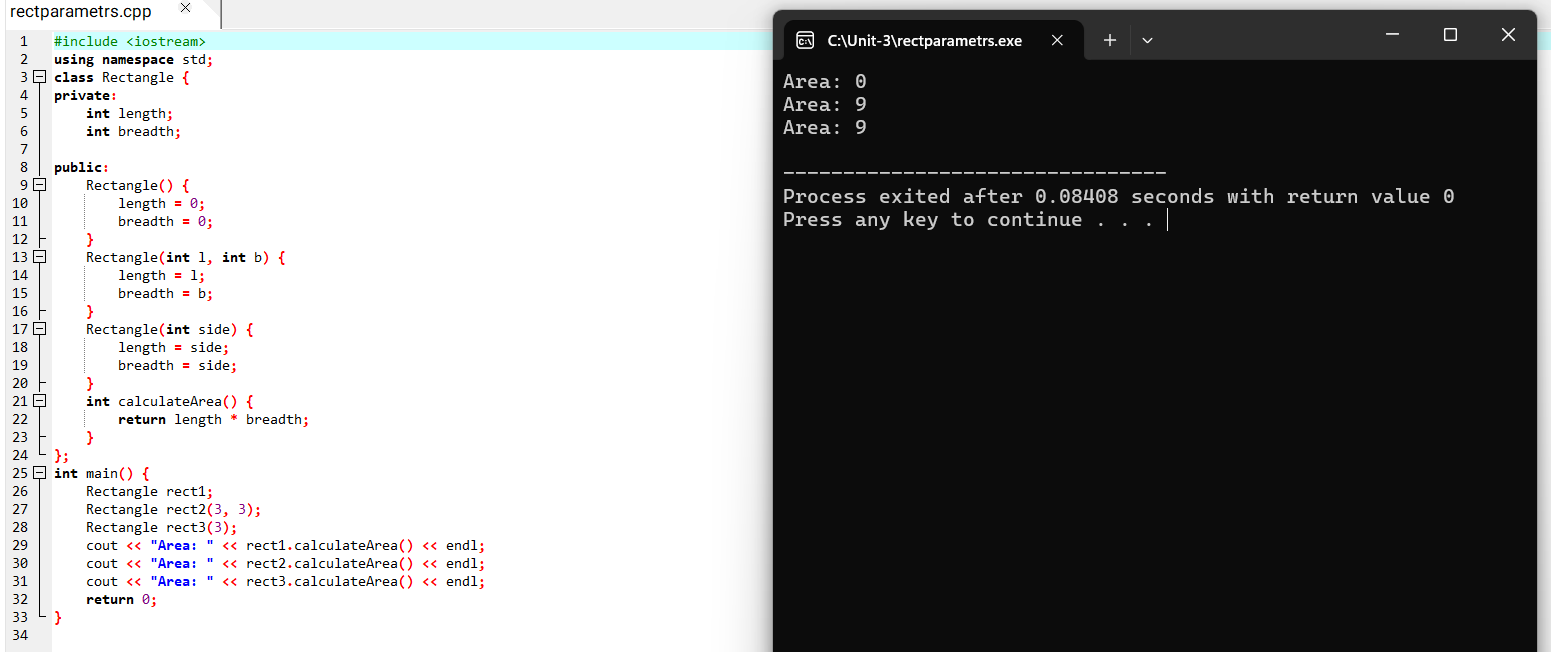 rectparametrs.cpp
1 #include <iostream>
2 using namespace std;
3 class Rectangle {
4 private:
5     int length;
6     int breadth;
7
8 public:
9     Rectangle() {
10         length = 0;
11         breadth = 0;
12     }
13     Rectangle(int l, int b) {
14         length = l;
15         breadth = b;
16     }
17     Rectangle(int side) {
18         length = side;
19         breadth = side;
20     }
21     int calculateArea() {
22         return length * breadth;
23     }
24 };
25 int main() {
26     Rectangle rect1;
27     Rectangle rect2(3, 3);
28     Rectangle rect3(3);
29     cout << "Area: " << rect1.calculateArea() << endl;
30     cout << "Area: " << rect2.calculateArea() << endl;
31     cout << "Area: " << rect3.calculateArea() << endl;
32     return 0;
33 }
34
C:\Unit-3\rectparametrs.exe
Area: 0
Area: 9
Area: 9
--------------------------------
Process exited after 0.08408 seconds with return value 0
Press any key to continue . . .